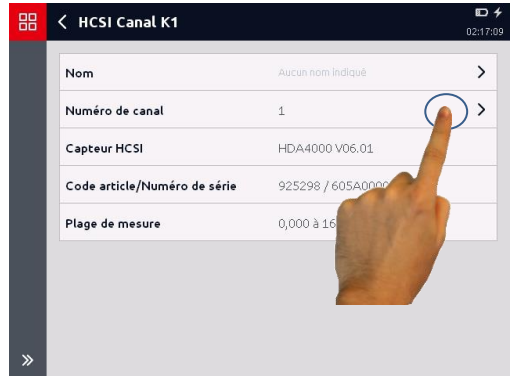 HCSI Canal K1
02:17:09
Nom Aucun nom indiqué
Numéro de canal 1
Capteur HCSI HDA4000 V06.01
Code article/Numéro de série 925298 / 605A000
Plage de mesure 0,000 à 16